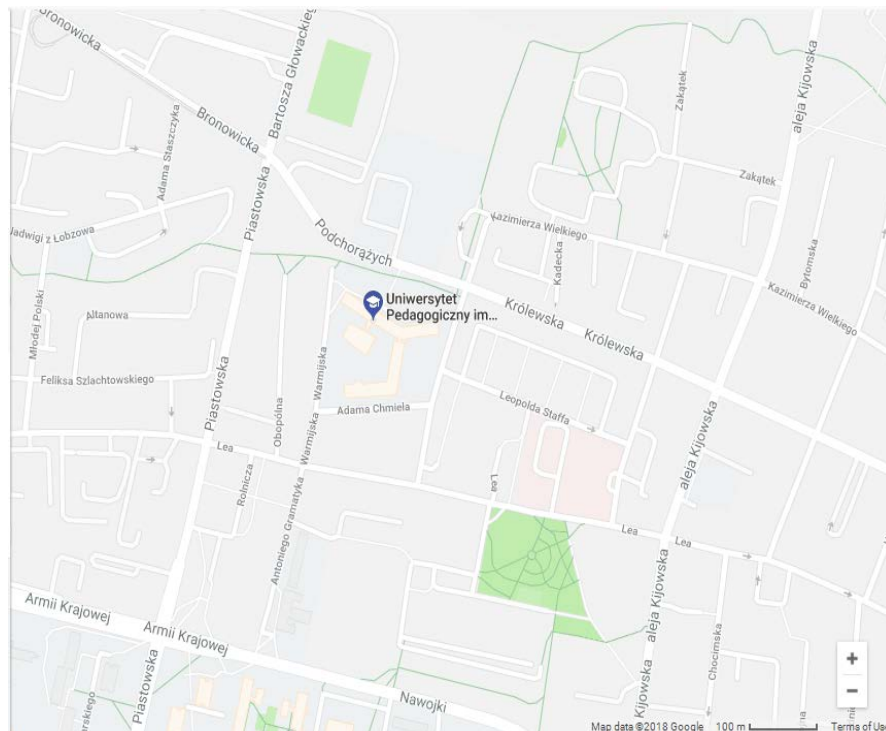 Bronowicka
Bartosza Głowackieg
aleja Kijowska
Zakątek
Bronowicka
Adama Staszczyka
Zakątek
Piastowska
Kazimierza Wielkiego
Jadwigi z Łobzowa
Podchorążych
Kadecka
Bytomska
Uniwersytet
Pedagogiczny im...
Królewska
Królewska
Kazimierza Wielkiego
Młodej Polski
Altanowa
Feliksa Szlachtowskiego
Piastowska
Obopólna
Warmijska
Warmijska
Adama Chmiela
Leopolda Staffa
aleja Kijowska
Lea
Rolnicza
Lea
Antoniego Gramatyka
Lea
Lea
Armii Krajowej
Armii Krajowej
Piastowska
aleja Kijowska
Chocimska
Nawojki
Kijowska
+
−
Map data ©2018 Google 100 m Terms of Use